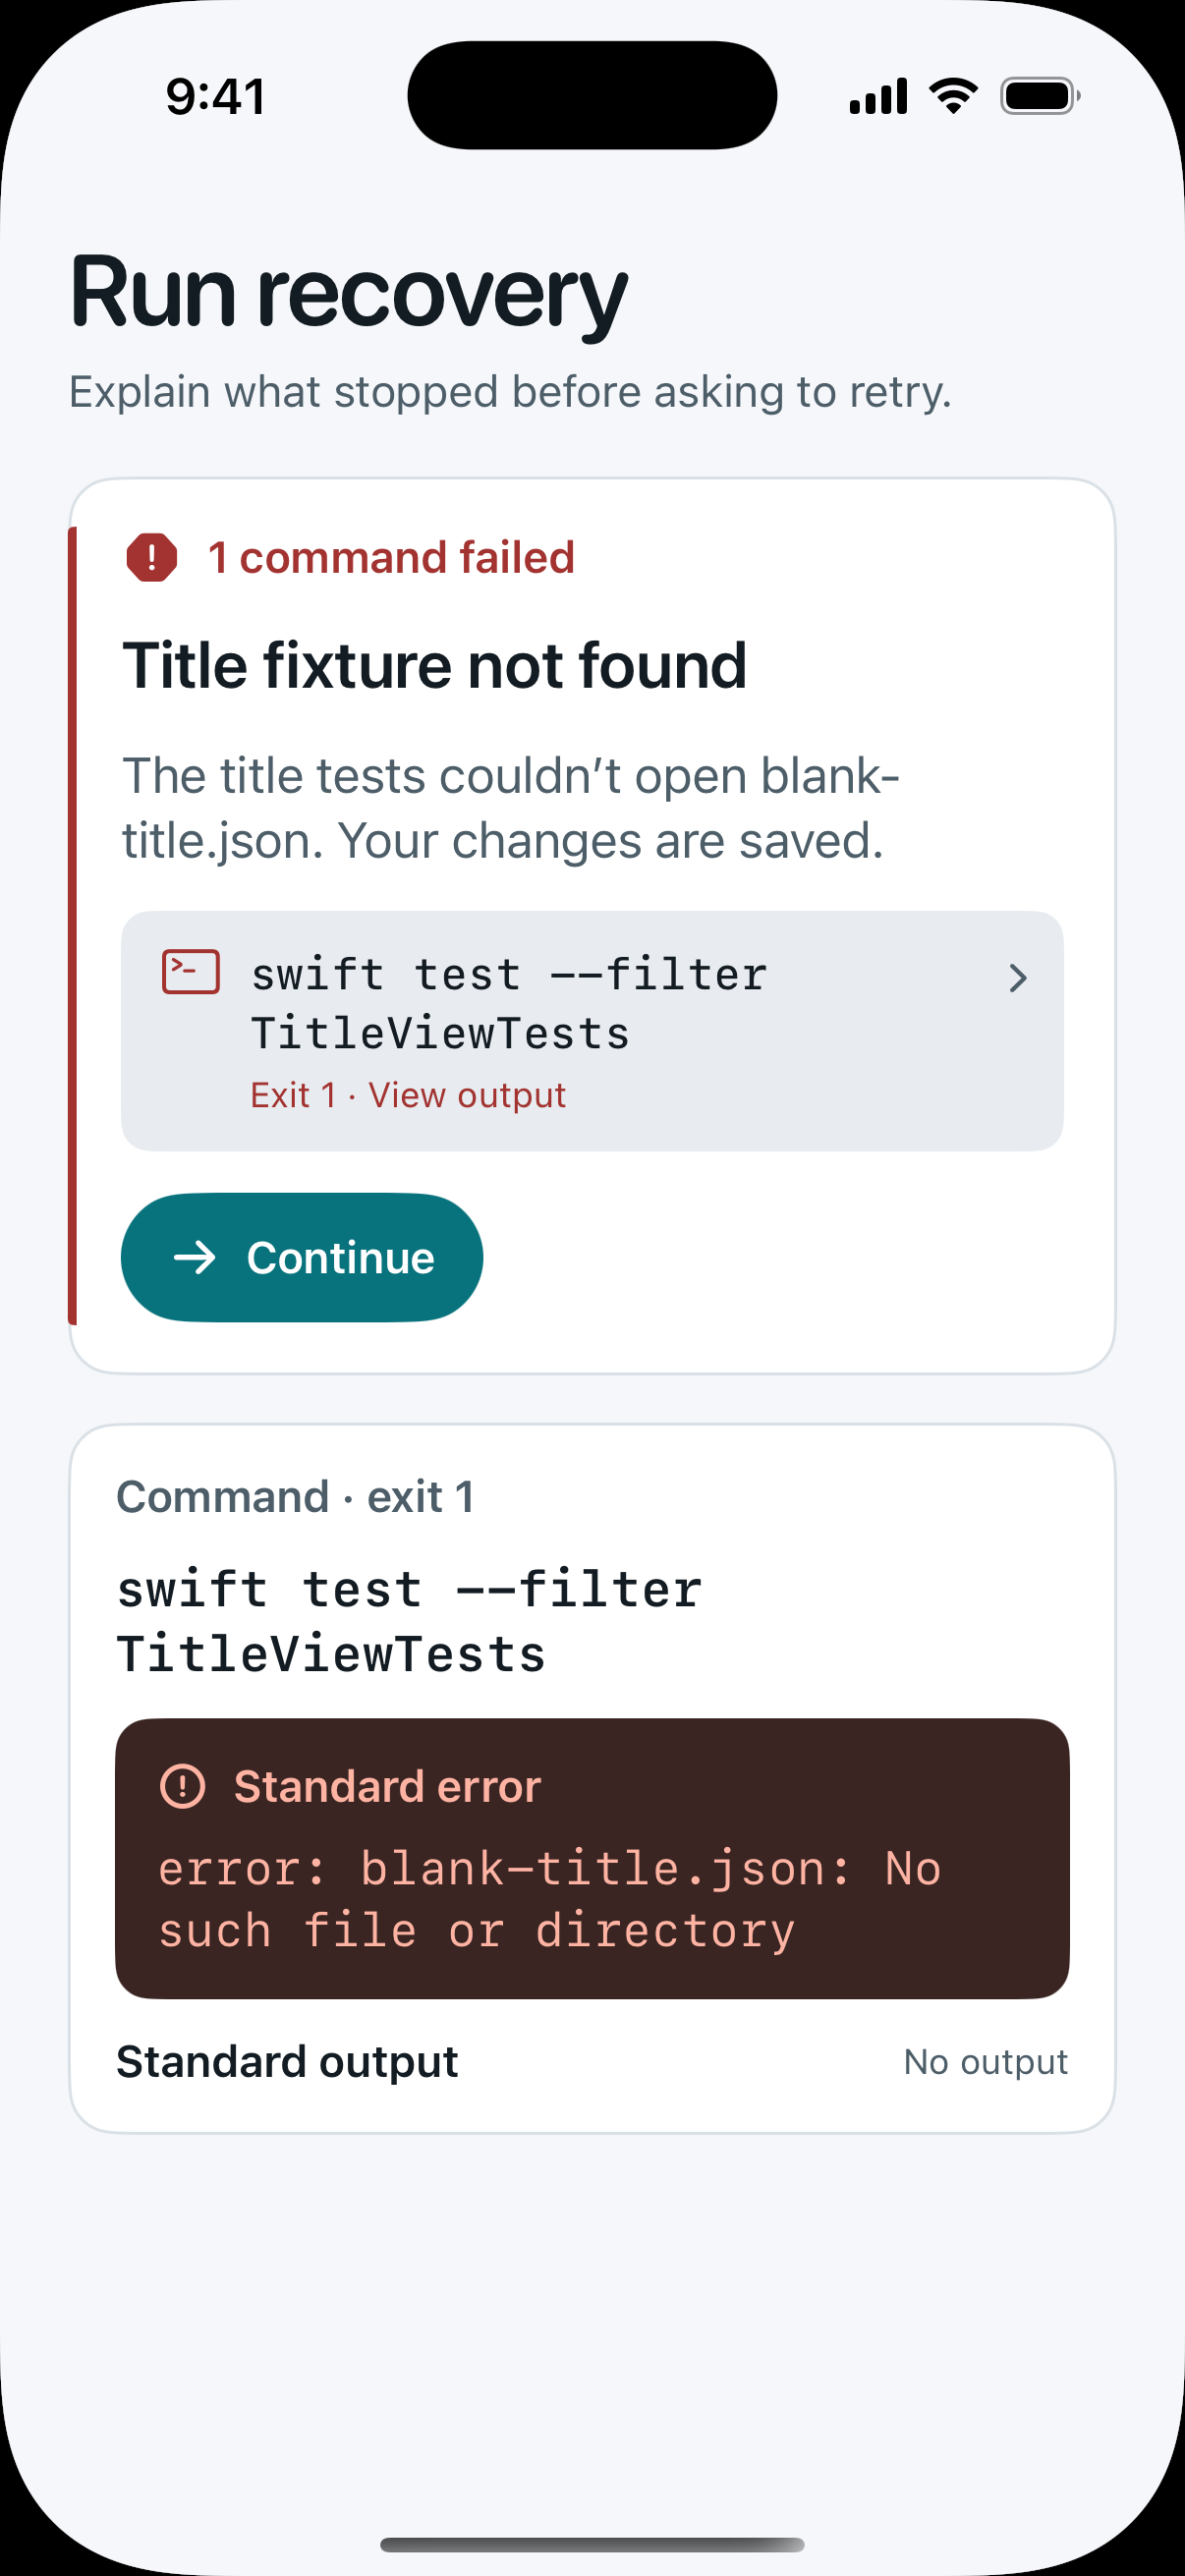 9:41
Run recovery
Explain what stopped before asking to retry.
1 command failed
Title fixture not found
The title tests couldn’t open blank-
title.json. Your changes are saved.
swift test --filter
TitleViewTests
Exit 1 · View output
Continue
Command · exit 1
swift test --filter
TitleViewTests
Standard error
error: blank-title.json: No
such file or directory
Standard output No output